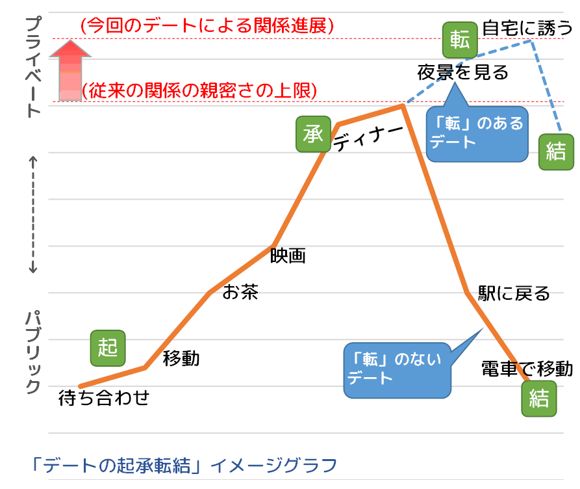 プライベート
(今回のデートによる関係進展)
転
自宅に誘う
夜景を見る
(従来の関係の親密さの上限)
「転」のある
デート
承
ディナー
結
映画
お茶
駅に戻る
パブリック
起
移動
「転」のない
デート
電車で移動
待ち合わせ
結
「デートの起承転結」イメージグラフ